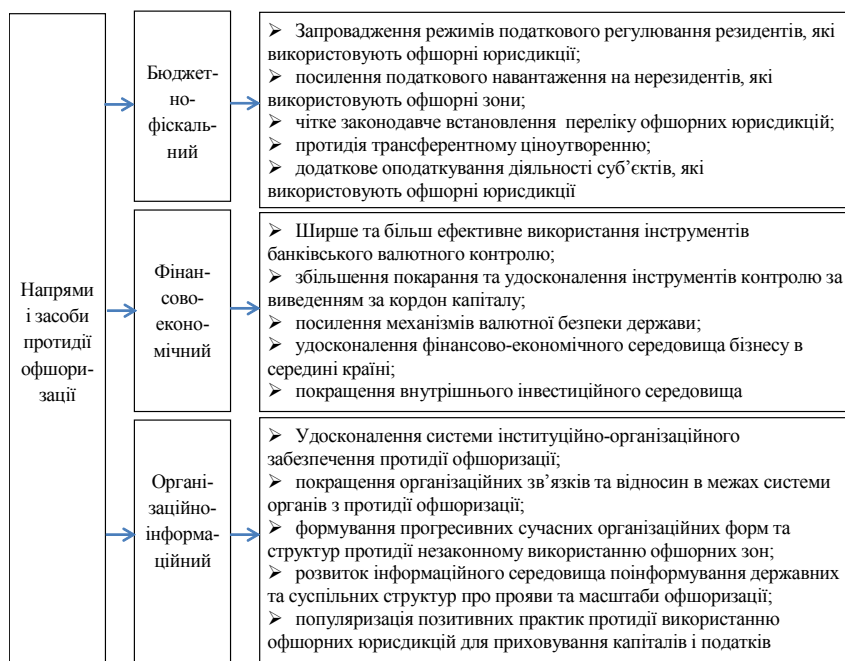 Напрями
і засоби
протидії
офшори-
зації
Бюджет-
но-
фіскаль-
ний
➢ Запровадження режимів податкового регулювання резидентів, які
використовують офшорні юрисдикції;
➢ посилення податкового навантаження на нерезидентів, які
використовують офшорні зони;
➢ чітке законодавче встановлення переліку офшорних юрисдикцій;
➢ протидія трансферентному ціноутворенню;
➢ додаткове оподаткування діяльності суб’єктів, які
використовують офшорні юрисдикції
Фінан-
сово-
еконо-
мічний
➢ Ширше та більш ефективне використання інструментів
банківського валютного контролю;
➢ збільшення покарання та удосконалення інструментів контролю за
виведенням за кордон капіталу;
➢ посилення механізмів валютної безпеки держави;
➢ удосконалення фінансово-економічного середовища бізнесу в
середині країні;
➢ покращення внутрішнього інвестиційного середовища
Органі-
заційно-
інформа-
ційний
➢ Удосконалення системи інституційно-організаційного
забезпечення протидії офшоризації;
➢ покращення організаційних зв’язків та відносин в межах системи
органів з протидії офшоризації;
➢ формування прогресивних сучасних організаційних форм та
структур протидії незаконному використанню офшорних зон;
➢ розвиток інформаційного середовища поінформування державних
та суспільних структур про прояви та масштаби офшоризації;
➢ популяризація позитивних практик протидії використанню
офшорних юрисдикцій для приховування капіталів і податків